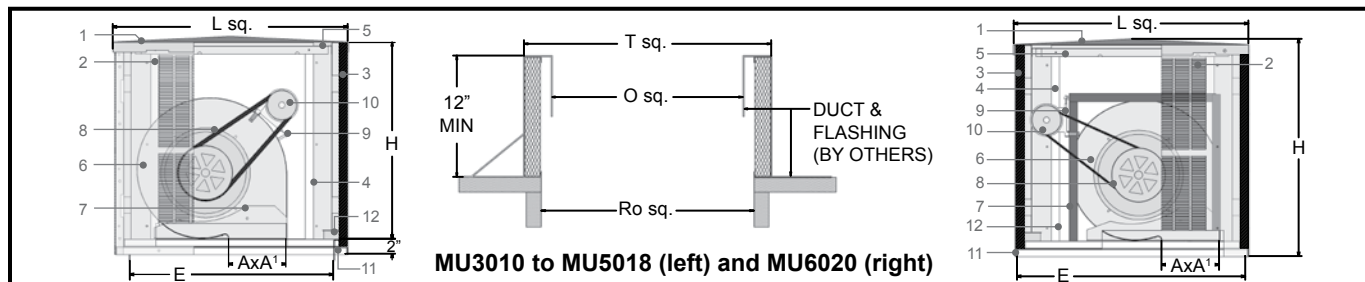 L sq.
1
5
2
3
10
8
9
6
H
4
7
12
2”
AxA¹
E
11
T sq.
O sq.
12”
MIN
DUCT &
FLASHING
(BY OTHERS)
Ro sq.
MU3010 to MU5018 (left) and MU6020 (right)
L sq.
1
5
2
3
4
9
10
6
H
8
7
12
11
AxA¹
E